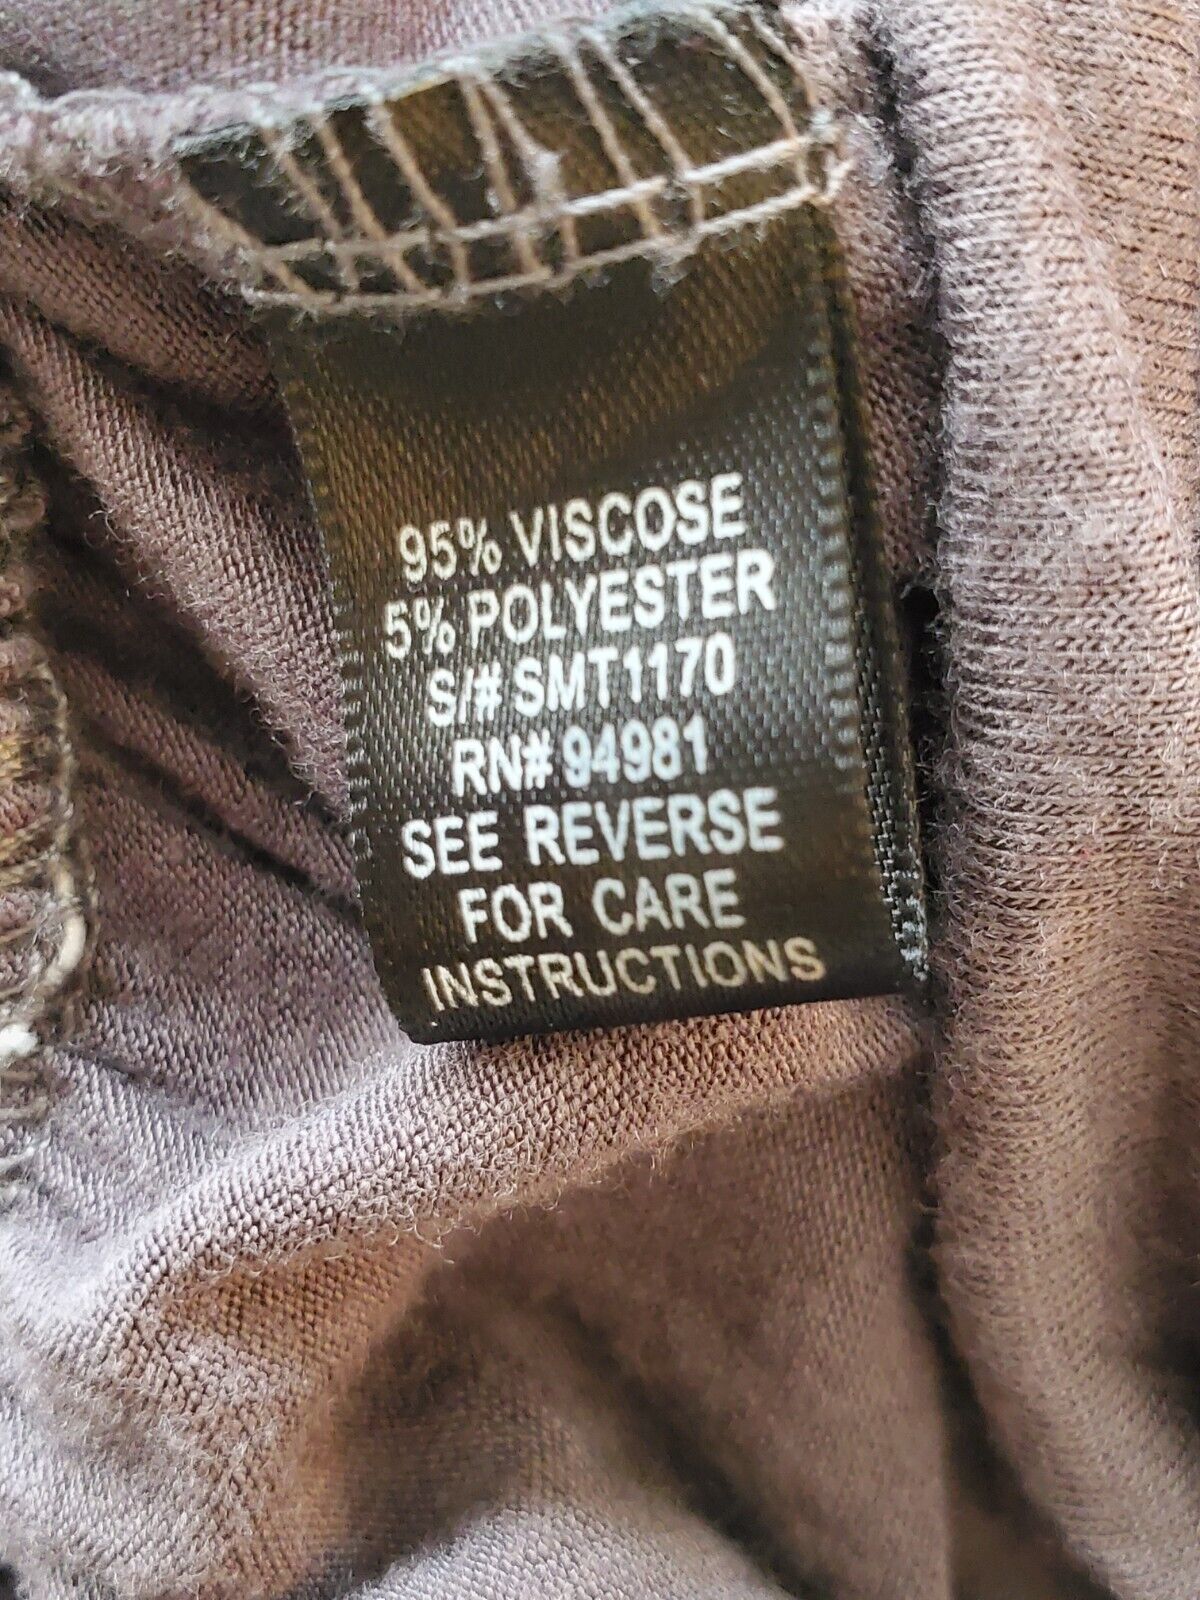 95% VISCOSE
5% POLYESTER
S/# SMT1170
RN# 94981
SEE REVERSE
FOR CARE
INSTRUCTIONS